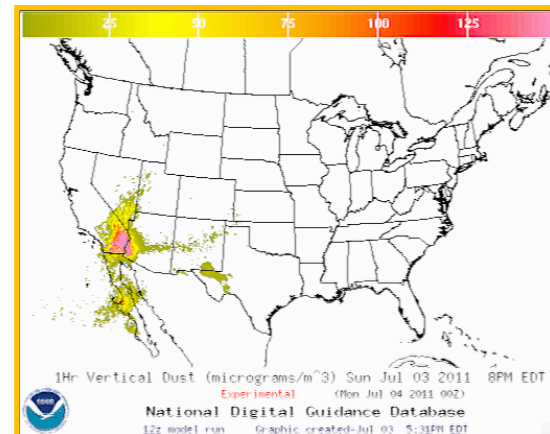 25 50 75 100 125
1Hr Vertical Dust (micrograms/m^3) Sun Jul 03 2011 8PM EDT
Experimental (Mon Jul 04 2011 00Z)
National Digital Guidance Database
12z model run Graphic created-Jul 03 5:31PM EDT